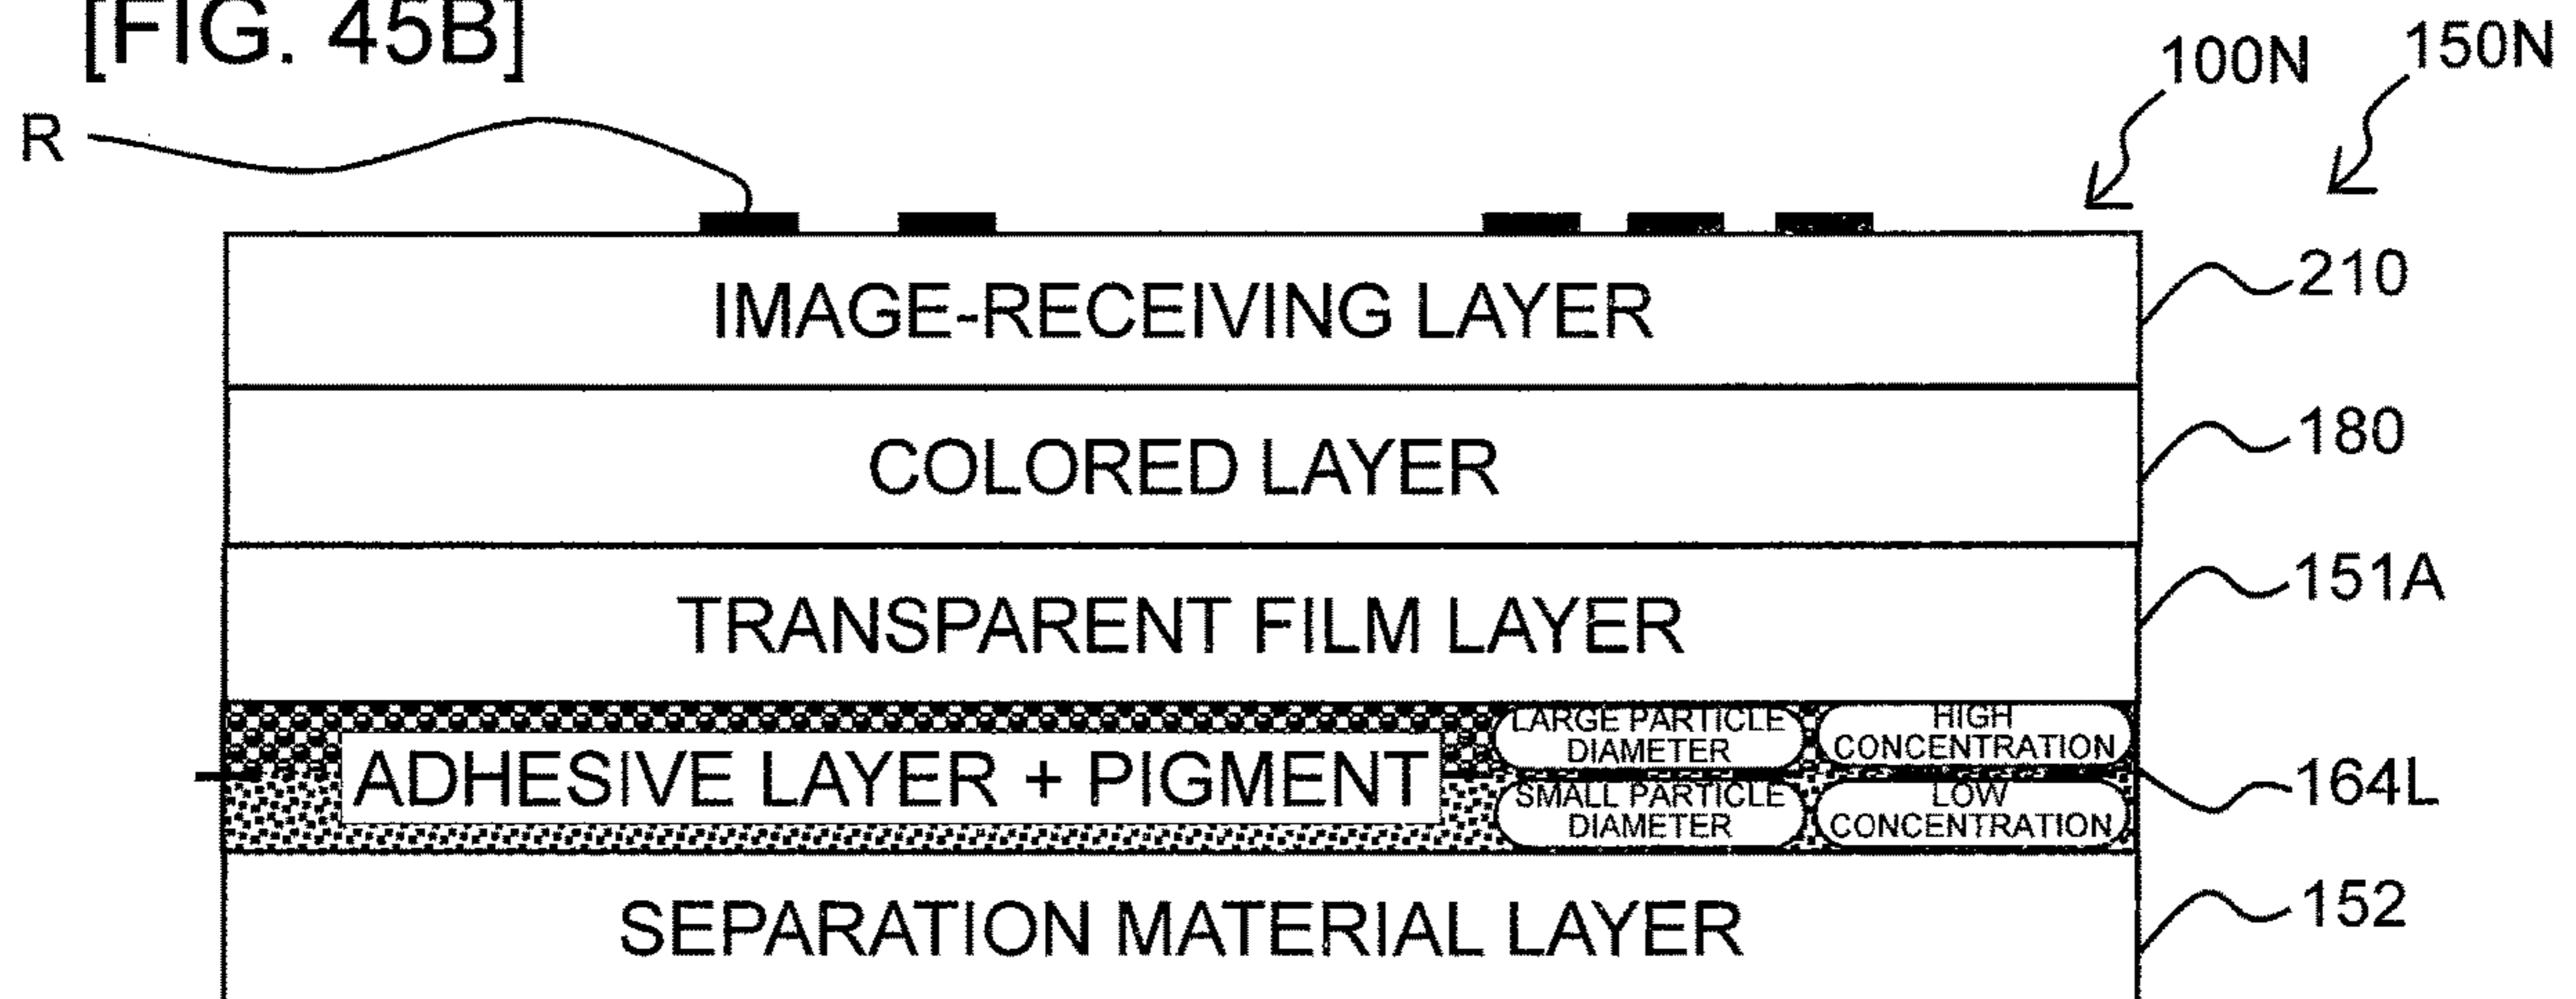 [FIG. 45B]
100N
150N
R
IMAGE-RECEIVING LAYER
210
COLORED LAYER
180
TRANSPARENT FILM LAYER
151A
ADHESIVE LAYER + PIGMENT
LARGE PARTICLE
DIAMETER
HIGH
CONCENTRATION
SMALL PARTICLE
DIAMETER
LOW
CONCENTRATION
164L
SEPARATION MATERIAL LAYER
152